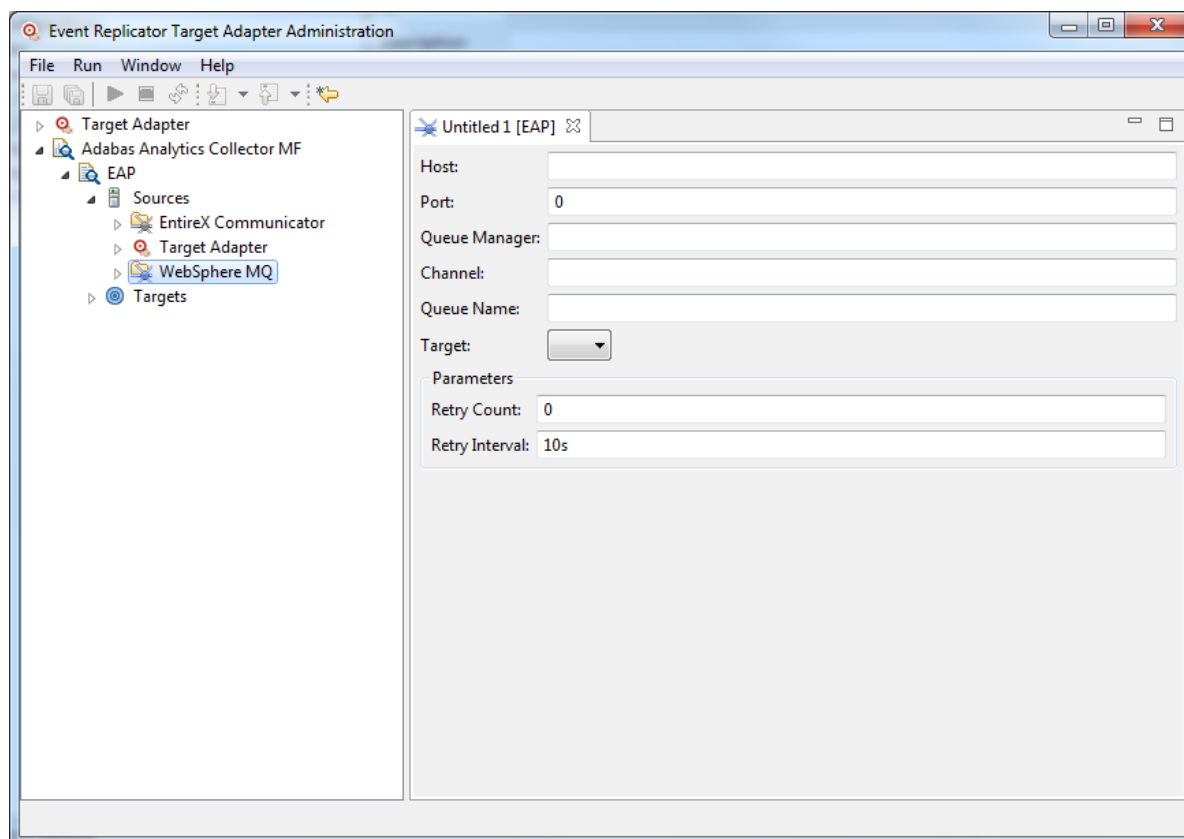 Event Replicator Target Adapter Administration
File Run Window Help
Target Adapter
Adabas Analytics Collector MF
EAP
Sources
EntireX Communicator
Target Adapter
WebSphere MQ
Targets
Untitled 1 [EAP]
Host:
Port: 0
Queue Manager:
Channel:
Queue Name:
Target:
Parameters
Retry Count: 0
Retry Interval: 10s